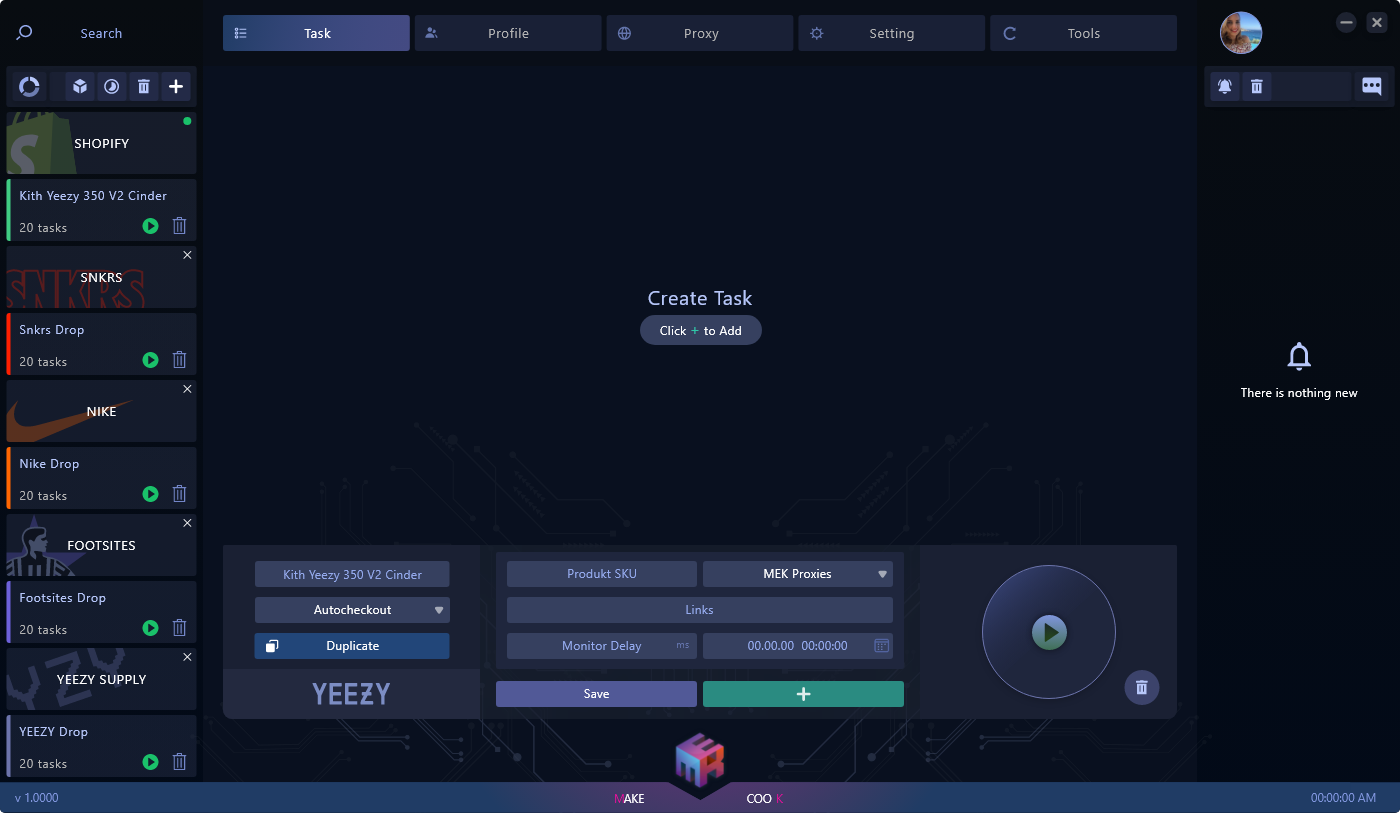 Search
Task
Profile
Proxy
Setting
Tools
SHOPIFY
Kith Yeezy 350 V2 Cinder
20 tasks
SNKRS
SNKRS
Snkrs Drop
20 tasks
NIKE
Nike Drop
20 tasks
FOOTSITES
Footsites Drop
20 tasks
YZY
YEEZY SUPPLY
YEEZY Drop
20 tasks
Create Task
Click + to Add
Kith Yeezy 350 V2 Cinder
Autocheckout
Duplicate
YEEZY
Produkt SKU
MEK Proxies
Links
Monitor Delay ms
00.00.00 00:00:00
Save
+
There is nothing new
v 1.0000
MAKE
COOK
00:00:00 AM